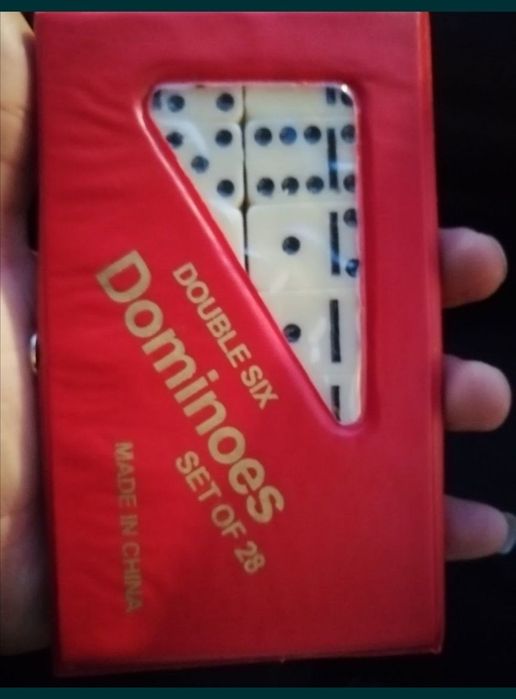 DOUBLE SIX
Dominoes
SET OF 28
MADE IN CHINA